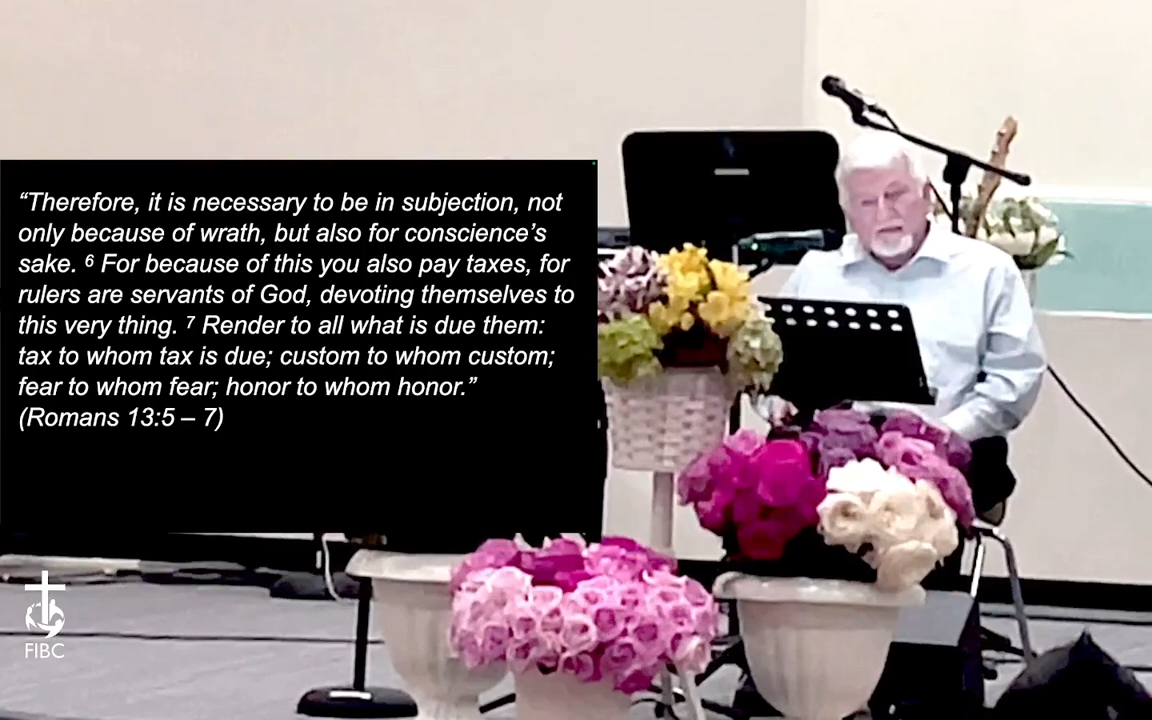 “Therefore, it is necessary to be in subjection, not
only because of wrath, but also for conscience’s
sake. ⁶ For because of this you also pay taxes, for
rulers are servants of God, devoting themselves to
this very thing. ⁷ Render to all what is due them:
tax to whom tax is due; custom to whom custom;
fear to whom fear; honor to whom honor.”
(Romans 13:5 – 7)
FIBC